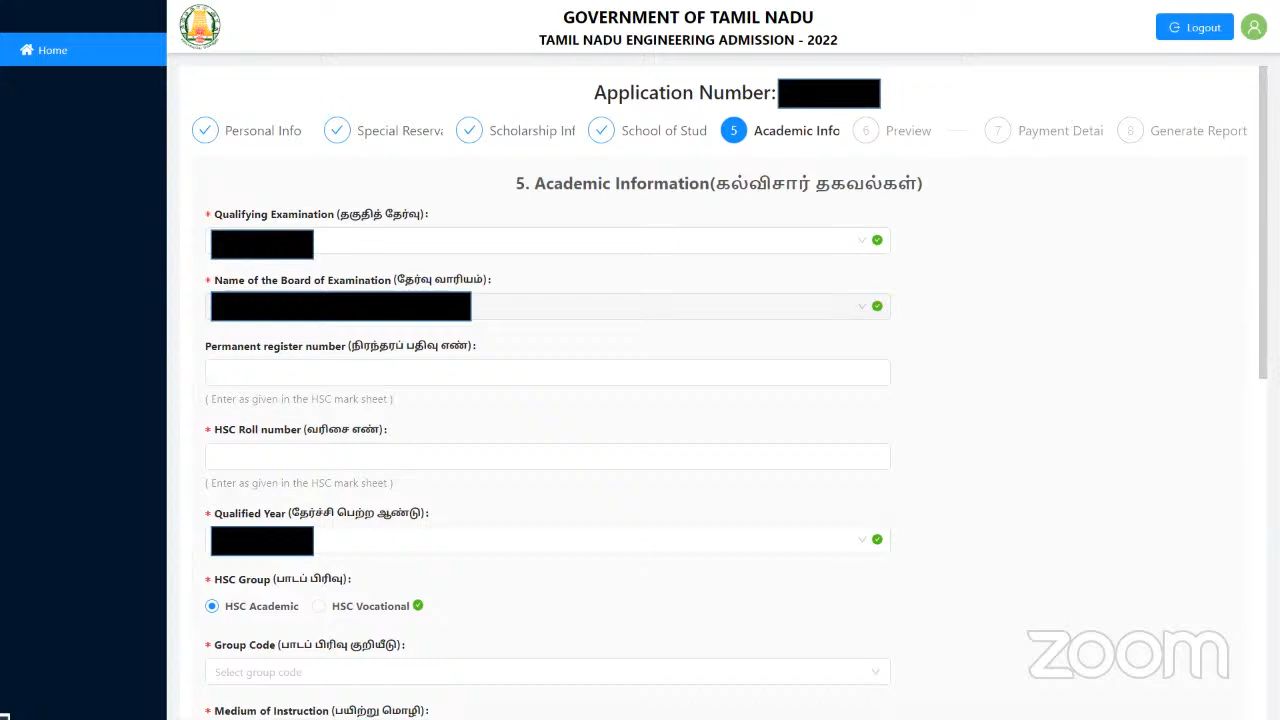 GOVERNMENT OF TAMIL NADU
TAMIL NADU ENGINEERING ADMISSION - 2022
Home
Logout
Application Number:
Personal Info
Special Reserva
Scholarship Inf
School of Stud
5 Academic Info
6 Preview
7 Payment Detai
8 Generate Report
5. Academic Information(கல்விசார் தகவல்கள்)
* Qualifying Examination (தகுதித் தேர்வு):
* Name of the Board of Examination (தேர்வு வாரியம்):
Permanent register number (நிரந்தரப் பதிவு எண்):
( Enter as given in the HSC mark sheet )
* HSC Roll number (வரிசை எண்):
( Enter as given in the HSC mark sheet )
* Qualified Year (தேர்ச்சி பெற்ற ஆண்டு):
* HSC Group (பாடப் பிரிவு):
HSC Academic
HSC Vocational
* Group Code (பாடப் பிரிவு குறியீடு):
Select group code
* Medium of Instruction (பயிற்று மொழி):
zoom